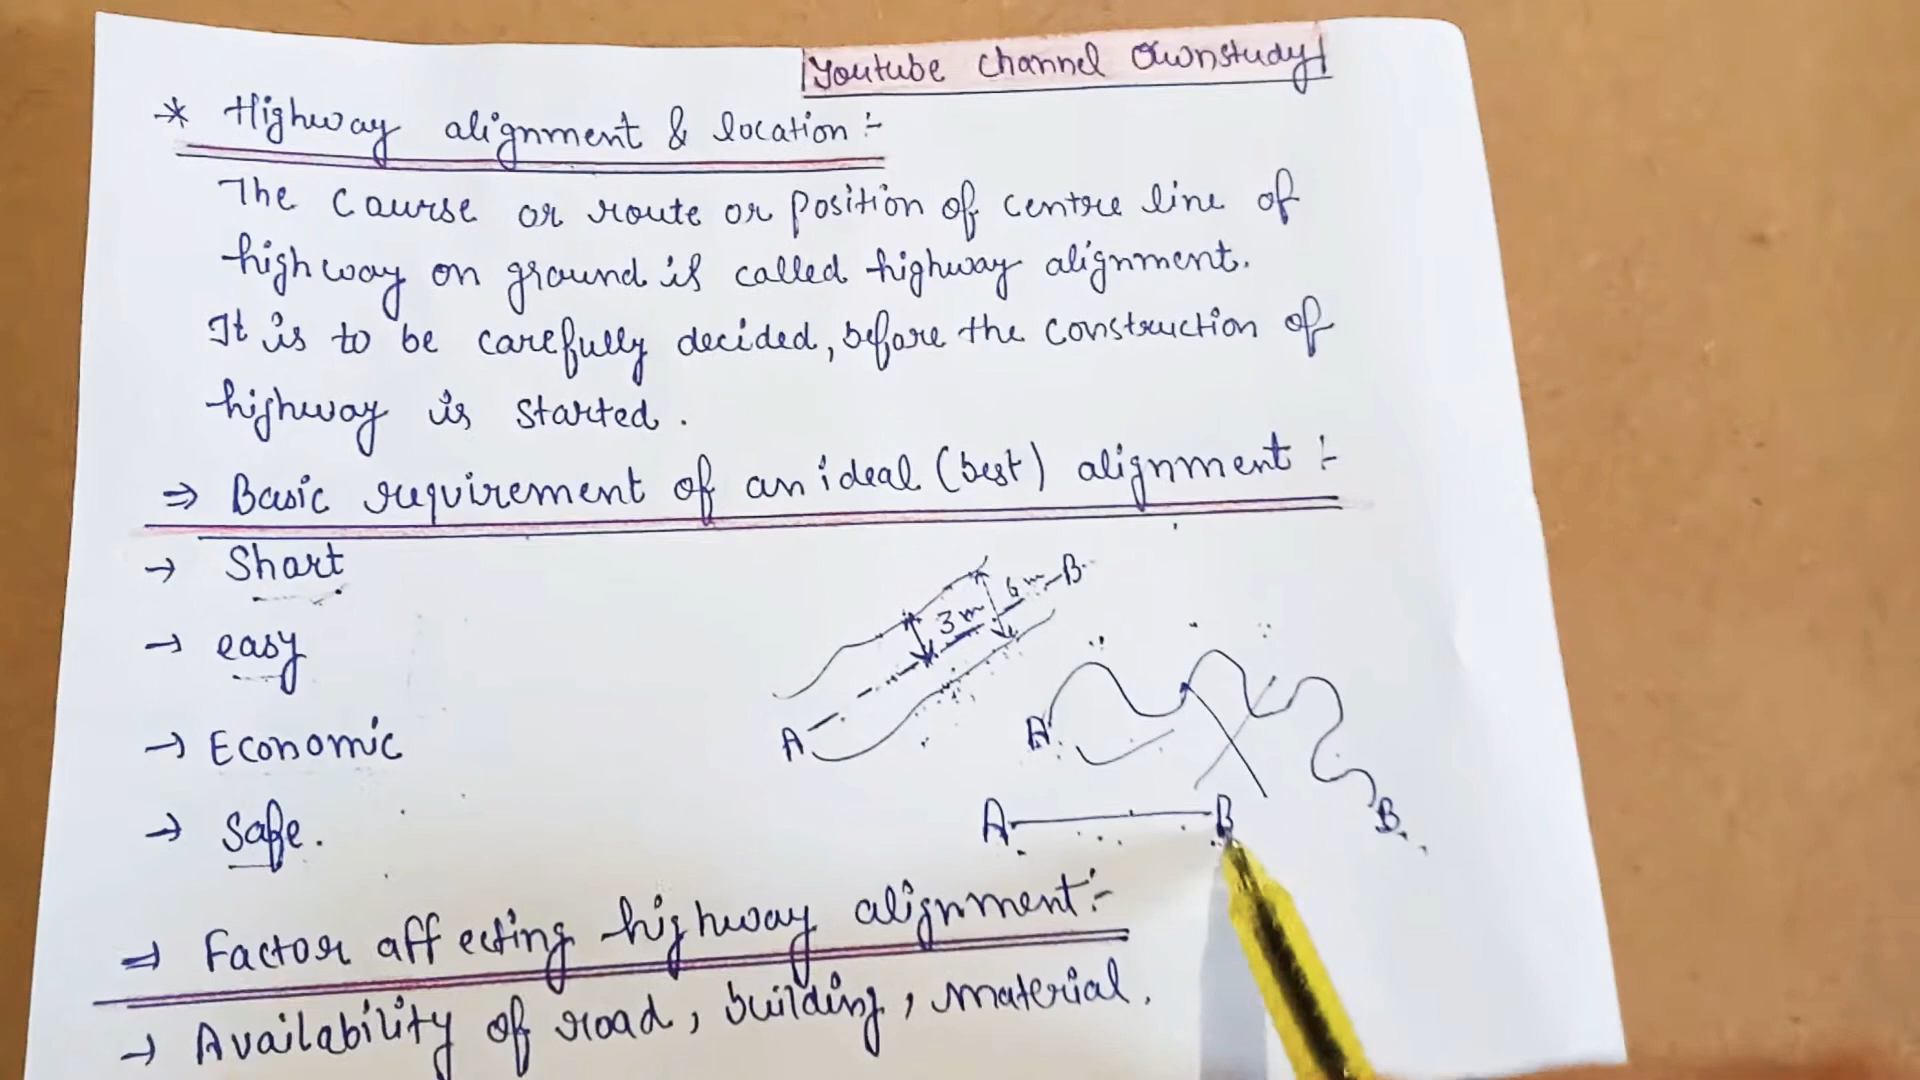 Youtube channel Ownstudy
* Highway alignment & location :-
The course or route or position of centre line of
highway on ground is called highway alignment.
It is to be carefully decided, before the construction of
highway is started.
⇒ Basic requirement of an ideal (best) alignment :-
→ Short
→ easy
→ Economic
→ Safe.
A 3m 6m B
A B
A B
⇒ Factor affecting highway alignment :-
→ Availability of road, building, material.